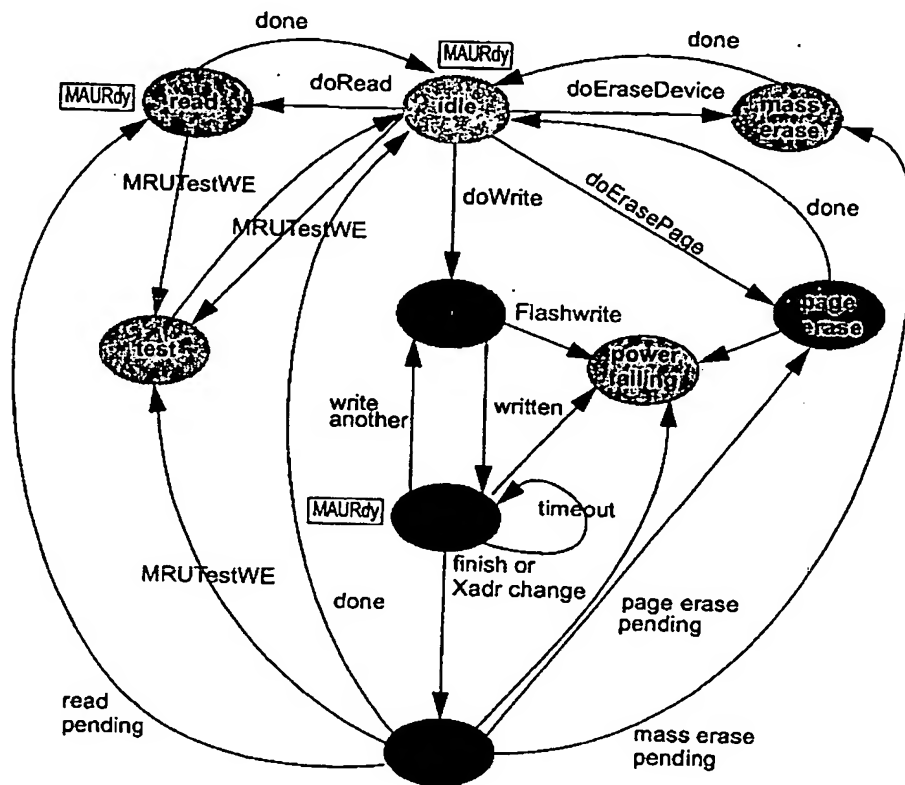 done
MAURdy
done
MAURdy
read
doRead
idle
doEraseDevice
mass
erase
MRUTestWE
MRUTestWE
doWrite
doErasePage
done
test
Flashwrite
power
failing
page
erase
write
another
written
MAURdy
timeout
MRUTestWE
done
finish or
Xadr change
page erase
pending
read
pending
mass erase
pending